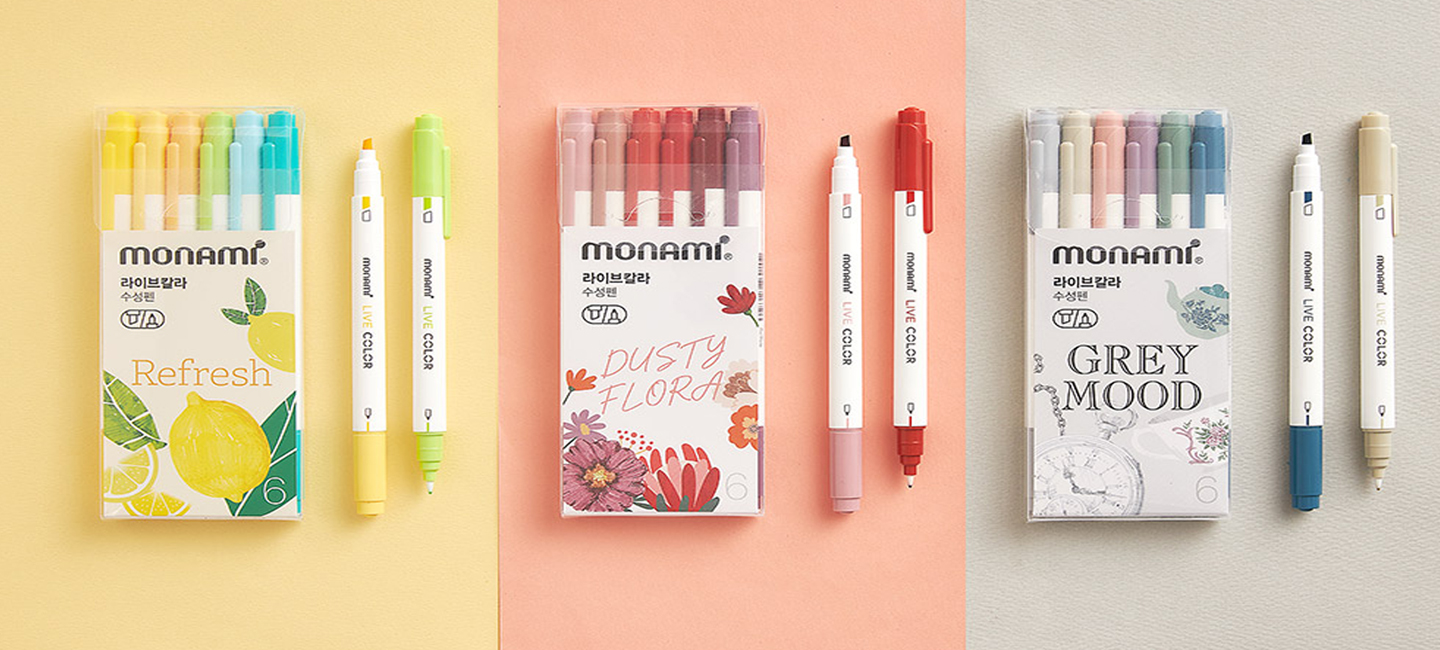 monami®
라이브칼라
수성펜
Refresh
6
monami LIVE COLOR
monami LIVE COLOR
monami®
라이브칼라
수성펜
DUSTY
FLORA
6
monami LIVE COLOR
monami LIVE COLOR
monami®
라이브칼라
수성펜
GREY
MOOD
6
monami LIVE COLOR
monami LIVE COLOR